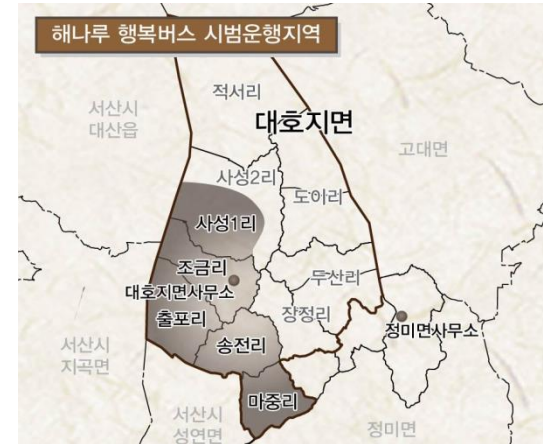 해나루 행복버스 시범운행지역
적서리
서산시
대산읍
대호지면
고대면
사성2리
도이리
사성1리
조금리
두산리
대호지면사무소
출포리
장정리
정미면사무소
송전리
서산시
지곡면
마중리
서산시
성연면
정미면